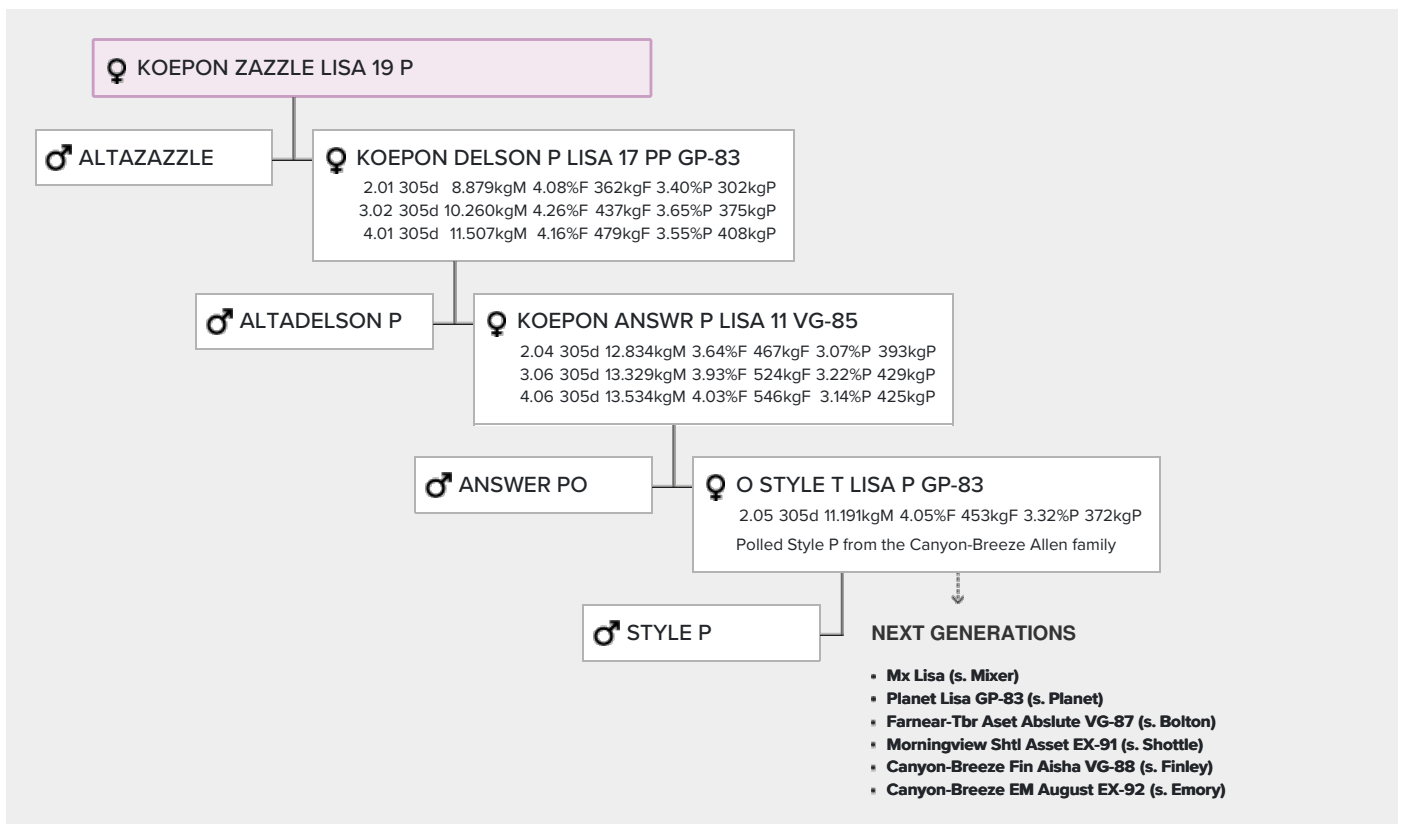 KOEPON ZAZZLE LISA 19 P
ALTAZAZZLE
KOEPON DELSON P LISA 17 PP GP-83
2.01 305d 8.879kgM 4.08%F 362kgF 3.40%P 302kgP
3.02 305d 10.260kgM 4.26%F 437kgF 3.65%P 375kgP
4.01 305d 11.507kgM 4.16%F 479kgF 3.55%P 408kgP
ALTADELSON P
KOEPON ANSWR P LISA 11 VG-85
2.04 305d 12.834kgM 3.64%F 467kgF 3.07%P 393kgP
3.06 305d 13.329kgM 3.93%F 524kgF 3.22%P 429kgP
4.06 305d 13.534kgM 4.03%F 546kgF 3.14%P 425kgP
ANSWER PO
O STYLE T LISA P GP-83
2.05 305d 11.191kgM 4.05%F 453kgF 3.32%P 372kgP
Polled Style P from the Canyon-Breeze Allen family
STYLE P
NEXT GENERATIONS
• Mx Lisa (s. Mixer)
• Planet Lisa GP-83 (s. Planet)
• Farnear-Tbr Aset Abslute VG-87 (s. Bolton)
• Morningview Shtl Asset EX-91 (s. Shottle)
• Canyon-Breeze Fin Aisha VG-88 (s. Finley)
• Canyon-Breeze EM August EX-92 (s. Emory)